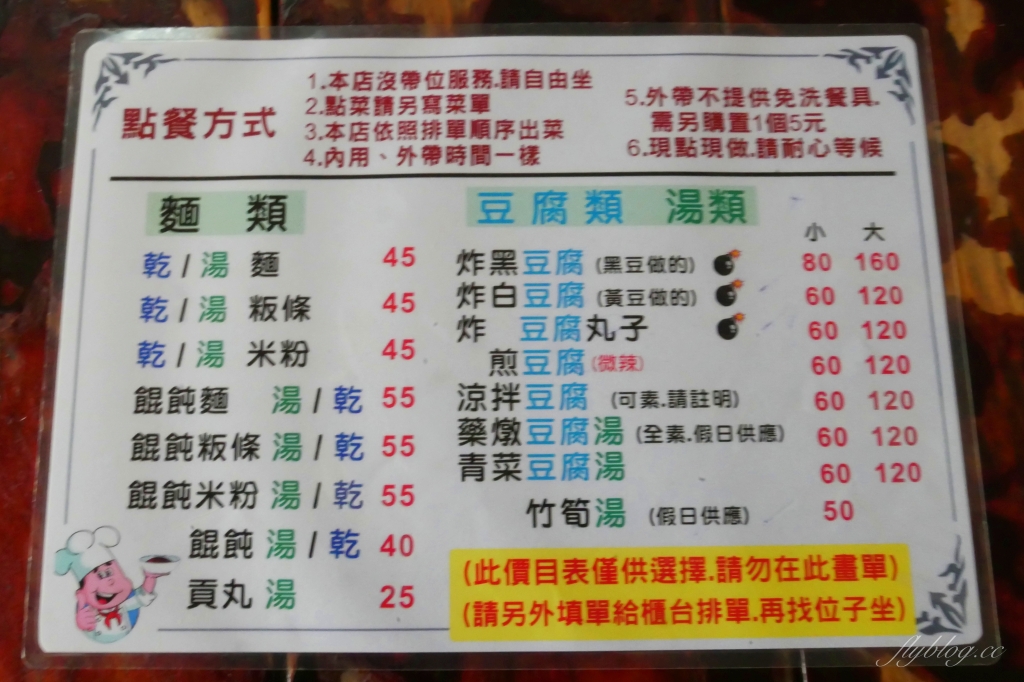 點餐方式
1.本店沒帶位服務.請自由坐
2.點菜請另寫菜單
3.本店依照排單順序出菜
4.內用、外帶時間一樣
5.外帶不提供免洗餐具.
需另購置1個5元
6.現點現做.請耐心等候
麵 類
乾/湯 麵 45
乾/湯 粄條 45
乾/湯 米粉 45
餛飩麵 湯/乾 55
餛飩粄條 湯/乾 55
餛飩米粉 湯/乾 55
餛飩 湯/乾 40
貢丸 湯 25
豆腐類 湯類
小 大
炸黑豆腐 (黑豆做的) 80 160
炸白豆腐 (黃豆做的) 60 120
炸 豆腐丸子 60 120
煎豆腐(微辣) 60 120
涼拌豆腐 (可素.請註明) 60 120
藥燉豆腐湯 (全素.假日供應) 60 120
青菜豆腐湯 60 120
竹筍湯 (假日供應) 50
(此價目表僅供選擇.請勿在此畫單)
(請另外填單給櫃台排單.再找位子坐)
flyblog.cc